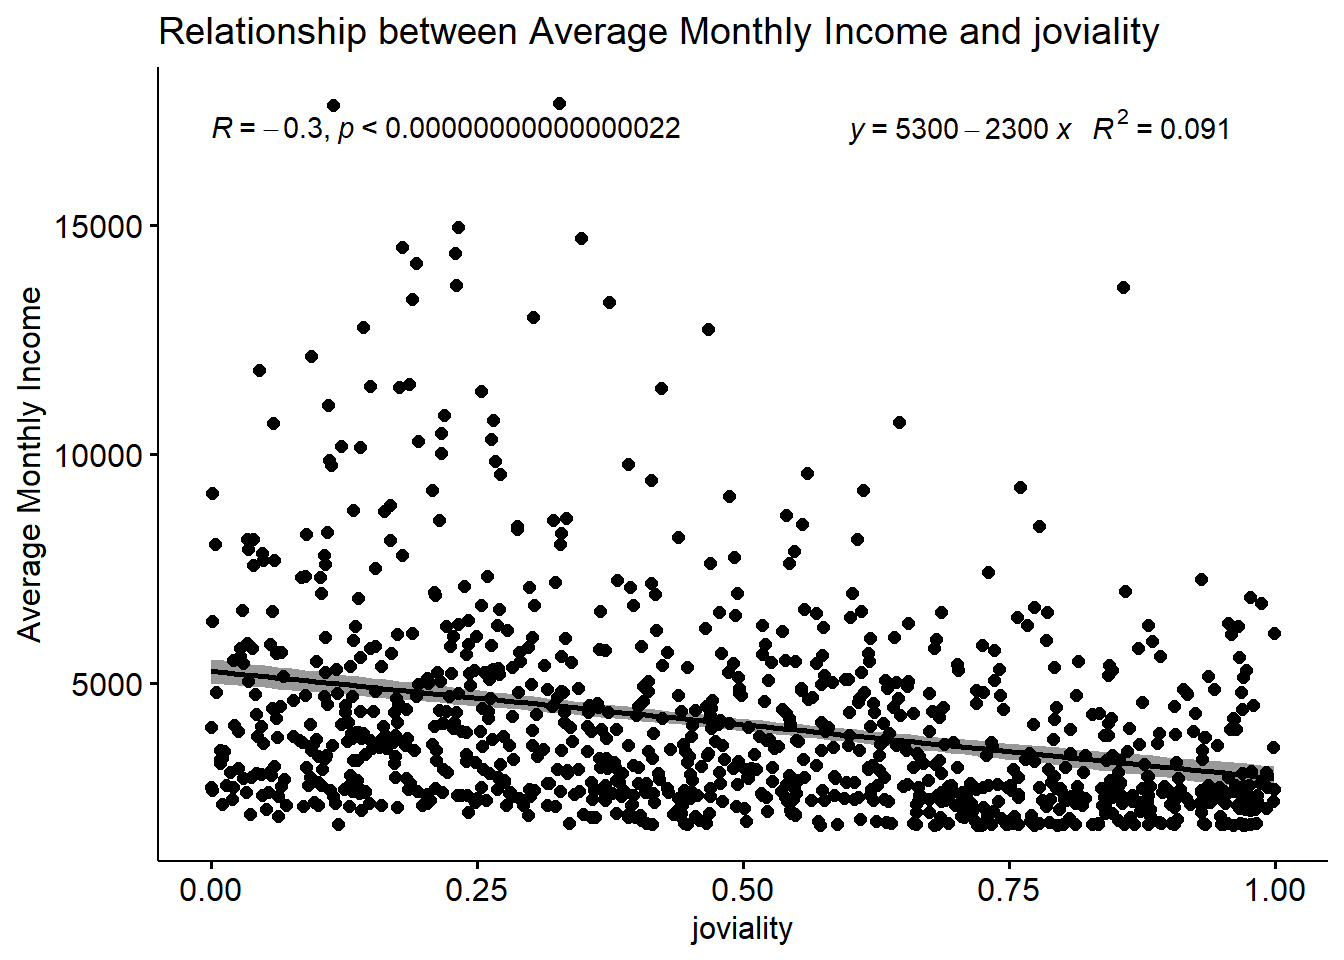 Relationship between Average Monthly Income and joviality
R = −0.3, p < 0.00000000000000022
y = 5300 − 2300 x R² = 0.091
15000
10000
5000
Average Monthly Income
0.00 0.25 0.50 0.75 1.00
joviality